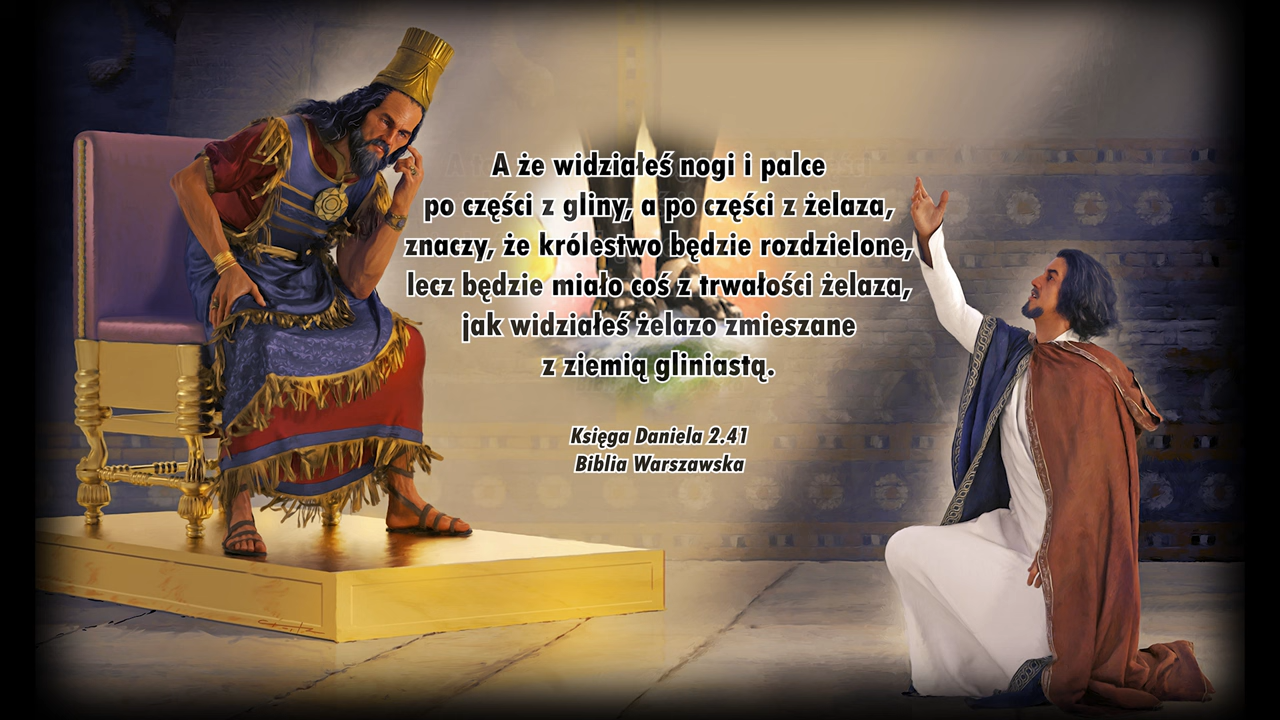 A że widziałeś nogi i palce
po części z gliny, a po części z żelaza,
znaczy, że królestwo będzie rozdzielone,
lecz będzie miało coś z trwałości żelaza,
jak widziałeś żelazo zmieszane
z ziemią gliniastą.
Księga Daniela 2.41
Biblia Warszawska